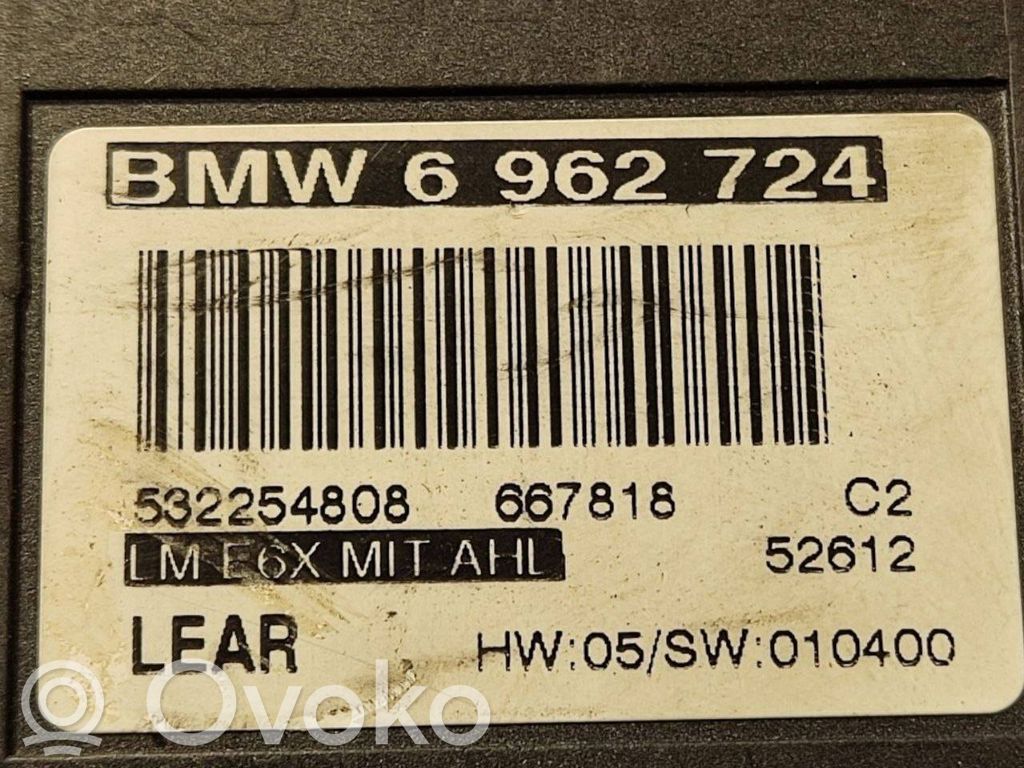 BMW 6 962 724
532254808 667818 C2
LM E6X MIT AHL 52612
LEAR HW:05/SW:010400
Ovoko